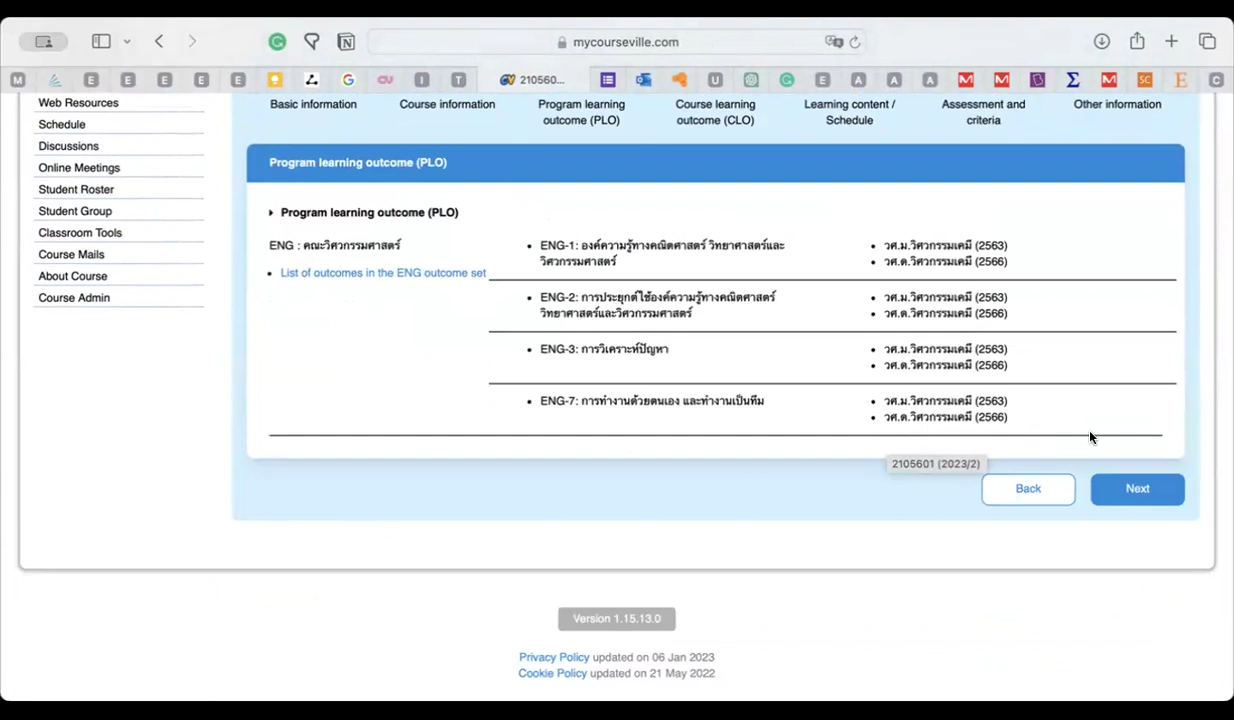 mycourseville.com
210560...
Web Resources
Schedule
Discussions
Online Meetings
Student Roster
Student Group
Classroom Tools
Course Mails
About Course
Course Admin
Basic information
Course information
Program learning
outcome (PLO)
Course learning
outcome (CLO)
Learning content /
Schedule
Assessment and
criteria
Other information
Program learning outcome (PLO)
Program learning outcome (PLO)
ENG : คณะวิศวกรรมศาสตร์
• List of outcomes in the ENG outcome set
• ENG-1: องค์ความรู้ทางคณิตศาสตร์ วิทยาศาสตร์และ
วิศวกรรมศาสตร์
• วศ.ม.วิศวกรรมเคมี (2563)
• วศ.ด.วิศวกรรมเคมี (2566)
• ENG-2: การประยุกต์ใช้องค์ความรู้ทางคณิตศาสตร์
วิทยาศาสตร์และวิศวกรรมศาสตร์
• วศ.ม.วิศวกรรมเคมี (2563)
• วศ.ด.วิศวกรรมเคมี (2566)
• ENG-3: การวิเคราะห์ปัญหา
• วศ.ม.วิศวกรรมเคมี (2563)
• วศ.ด.วิศวกรรมเคมี (2566)
• ENG-7: การทำงานด้วยตนเอง และทำงานเป็นทีม
• วศ.ม.วิศวกรรมเคมี (2563)
• วศ.ด.วิศวกรรมเคมี (2566)
2105601 (2023/2)
Back
Next
Version 1.15.13.0
Privacy Policy updated on 06 Jan 2023
Cookie Policy updated on 21 May 2022